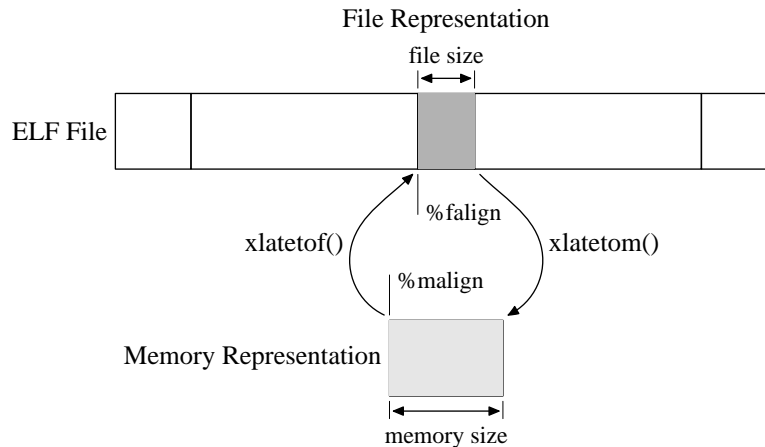 File Representation
file size
ELF File
%falign
xlatetof()
xlatetom()
%malign
Memory Representation
memory size